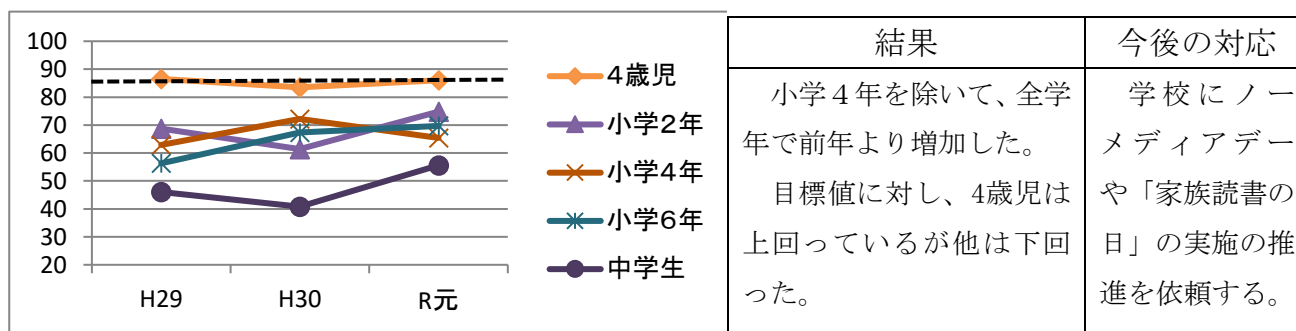 100
90
80
70
60
50
40
30
20
H29
H30
R元
4歳児
小学2年
小学4年
小学6年
中学生
結果
小学4年を除いて、全学
年で前年より増加した。
目標値に対し、4歳児は
上回っているが他は下回
った。
今後の対応
学校にノー
メディアデー
や「家族読書の
日」の実施の推
進を依頼する。